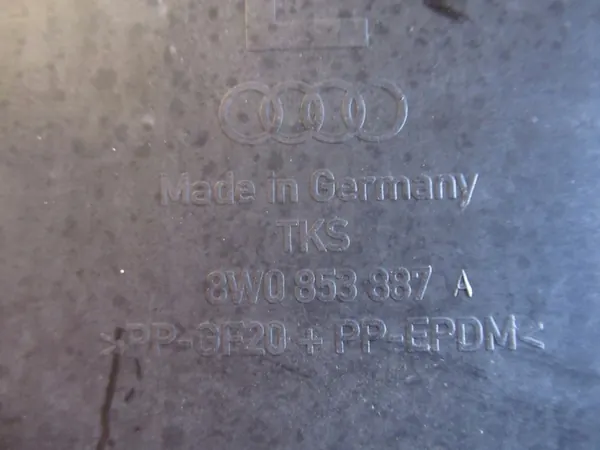 Made in Germany
TKS
8W0 853 887 A
>PP-GF20 + PP-EPDM<